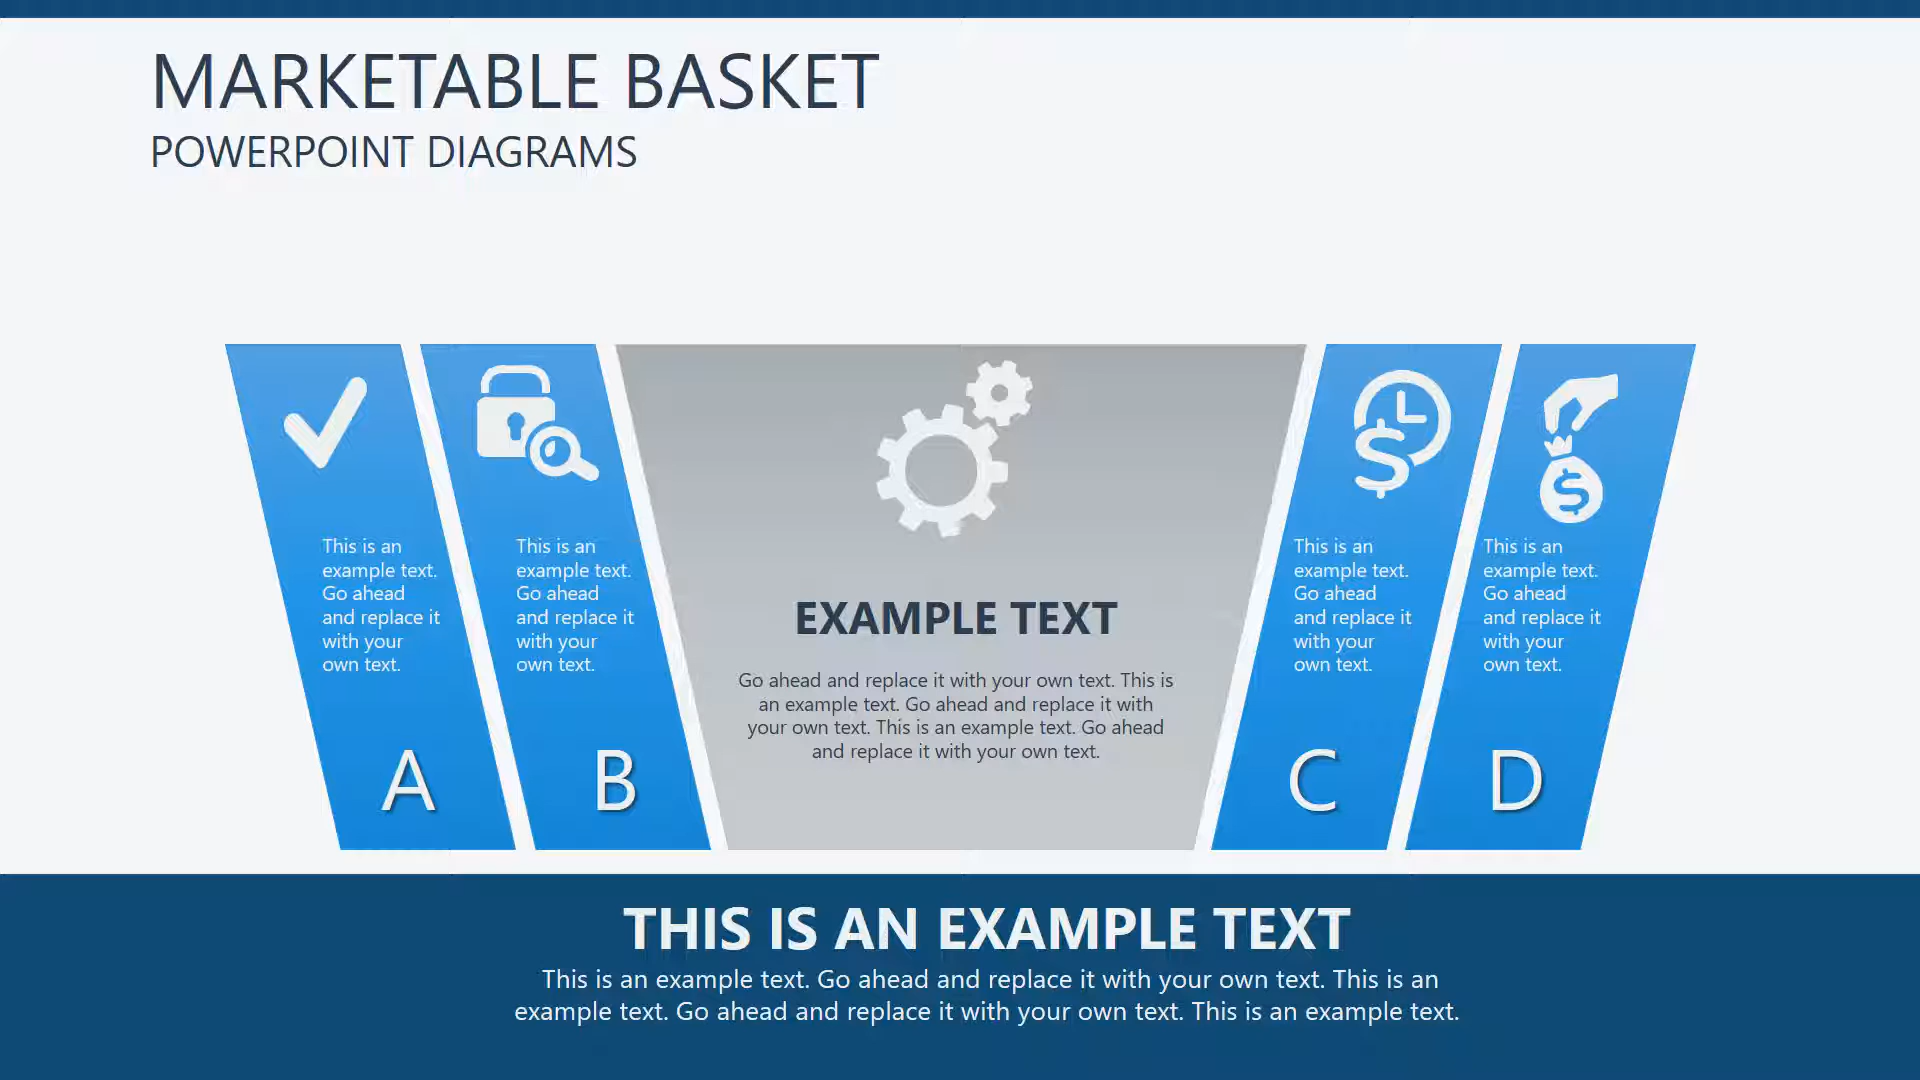 MARKETABLE BASKET
POWERPOINT DIAGRAMS
This is an
example text.
Go ahead
and replace it
with your
own text.
A
This is an
example text.
Go ahead
and replace it
with your
own text.
B
EXAMPLE TEXT
Go ahead and replace it with your own text. This is
an example text. Go ahead and replace it with
your own text. This is an example text. Go ahead
and replace it with your own text.
This is an
example text.
Go ahead
and replace it
with your
own text.
C
This is an
example text.
Go ahead
and replace it
with your
own text.
D
THIS IS AN EXAMPLE TEXT
This is an example text. Go ahead and replace it with your own text. This is an
example text. Go ahead and replace it with your own text. This is an example text.